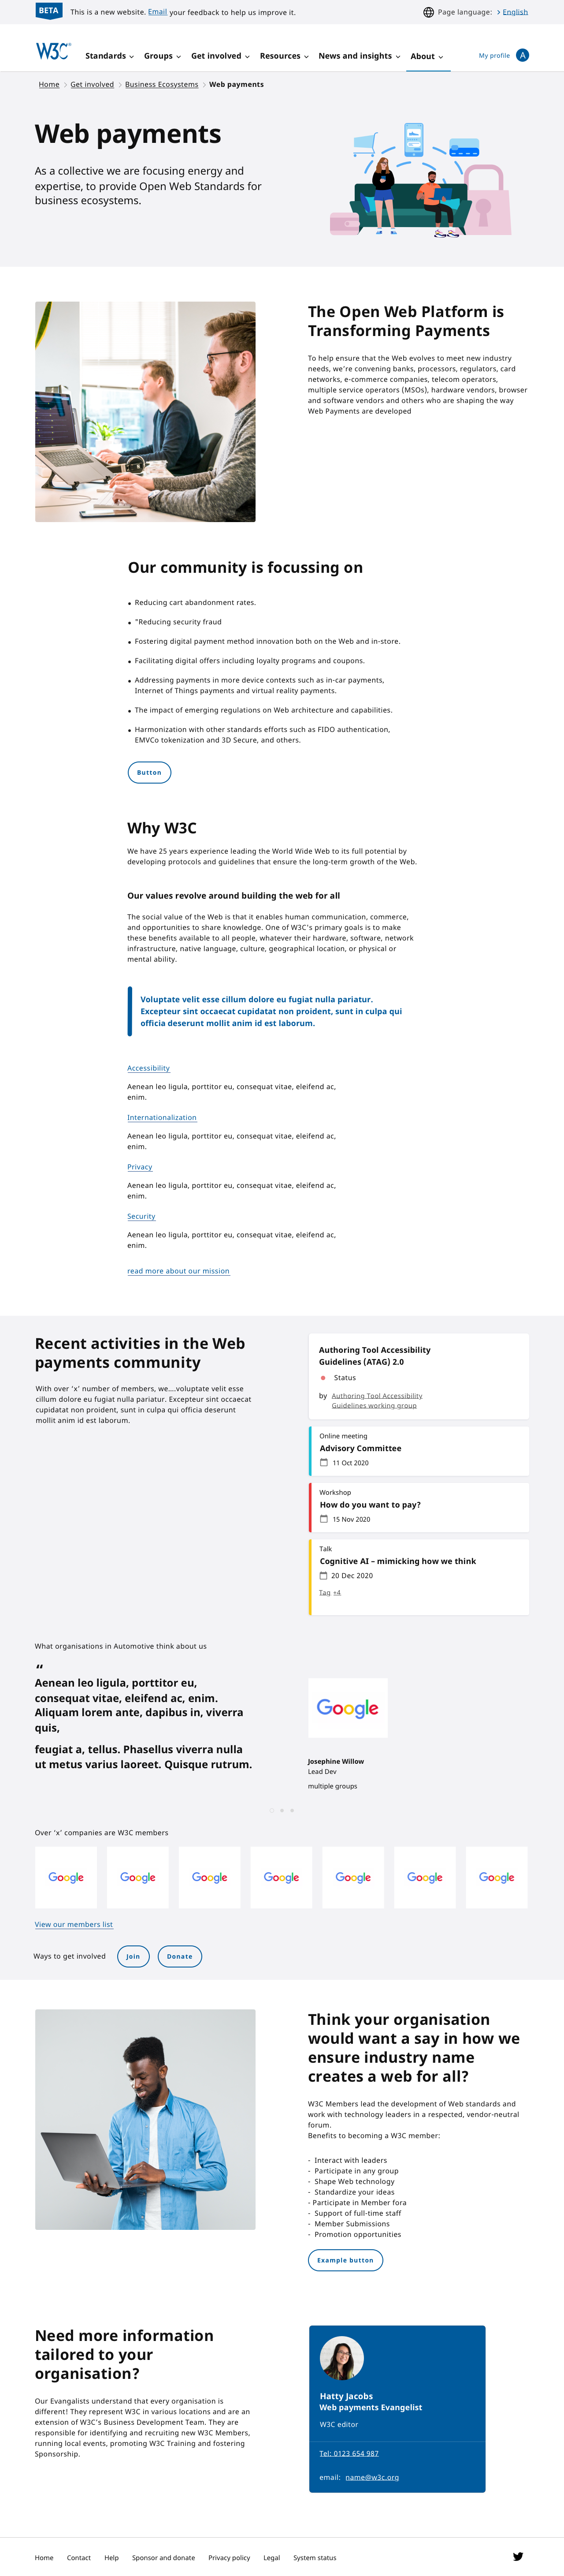 BETA This is a new website. Email your feedback to help us improve it. Page language: English
W3C® Standards Groups Get involved Resources News and insights About My profile A
Home Get involved Business Ecosystems Web payments
Web payments
As a collective we are focusing energy and
expertise, to provide Open Web Standards for
business ecosystems.
The Open Web Platform is
Transforming Payments
To help ensure that the Web evolves to meet new industry
needs, we’re convening banks, processors, regulators, card
networks, e-commerce companies, telecom operators,
multiple service operators (MSOs), hardware vendors, browser
and software vendors and others who are shaping the way
Web Payments are developed
Our community is focussing on
• Reducing cart abandonment rates.
• "Reducing security fraud
• Fostering digital payment method innovation both on the Web and in-store.
• Facilitating digital offers including loyalty programs and coupons.
• Addressing payments in more device contexts such as in-car payments,
Internet of Things payments and virtual reality payments.
• The impact of emerging regulations on Web architecture and capabilities.
• Harmonization with other standards efforts such as FIDO authentication,
EMVCo tokenization and 3D Secure, and others.
Button
Why W3C
We have 25 years experience leading the World Wide Web to its full potential by
developing protocols and guidelines that ensure the long-term growth of the Web.
Our values revolve around building the web for all
The social value of the Web is that it enables human communication, commerce,
and opportunities to share knowledge. One of W3C’s primary goals is to make
these benefits available to all people, whatever their hardware, software, network
infrastructure, native language, culture, geographical location, or physical or
mental ability.
Voluptate velit esse cillum dolore eu fugiat nulla pariatur.
Excepteur sint occaecat cupidatat non proident, sunt in culpa qui
officia deserunt mollit anim id est laborum.
Accessibility
Aenean leo ligula, porttitor eu, consequat vitae, eleifend ac,
enim.
Internationalization
Aenean leo ligula, porttitor eu, consequat vitae, eleifend ac,
enim.
Privacy
Aenean leo ligula, porttitor eu, consequat vitae, eleifend ac,
enim.
Security
Aenean leo ligula, porttitor eu, consequat vitae, eleifend ac,
enim.
read more about our mission
Recent activities in the Web
payments community
With over ‘x’ number of members, we....voluptate velit esse
cillum dolore eu fugiat nulla pariatur. Excepteur sint occaecat
cupidatat non proident, sunt in culpa qui officia deserunt
mollit anim id est laborum.
Authoring Tool Accessibility
Guidelines (ATAG) 2.0
Status
by Authoring Tool Accessibility
Guidelines working group
Online meeting
Advisory Committee
11 Oct 2020
Workshop
How do you want to pay?
15 Nov 2020
Talk
Cognitive AI – mimicking how we think
20 Dec 2020
Tag +4
What organisations in Automotive think about us
“
Aenean leo ligula, porttitor eu,
consequat vitae, eleifend ac, enim.
Aliquam lorem ante, dapibus in, viverra
quis,
feugiat a, tellus. Phasellus viverra nulla
ut metus varius laoreet. Quisque rutrum.
Google
Josephine Willow
Lead Dev
multiple groups
Over ‘x’ companies are W3C members
Google Google Google Google Google Google Google
View our members list
Ways to get involved Join Donate
Think your organisation
would want a say in how we
ensure industry name
creates a web for all?
W3C Members lead the development of Web standards and
work with technology leaders in a respected, vendor-neutral
forum.
Benefits to becoming a W3C member:
- Interact with leaders
- Participate in any group
- Shape Web technology
- Standardize your ideas
- Participate in Member fora
- Support of full-time staff
- Member Submissions
- Promotion opportunities
Example button
Need more information
tailored to your
organisation?
Our Evangalists understand that every organisation is
different! They represent W3C in various locations and are an
extension of W3C’s Business Development Team. They are
responsible for identifying and recruiting new W3C Members,
running local events, promoting W3C Training and fostering
Sponsorship.
Hatty Jacobs
Web payments Evangelist
W3C editor
Tel: 0123 654 987
email: name@w3c.org
Home Contact Help Sponsor and donate Privacy policy Legal System status